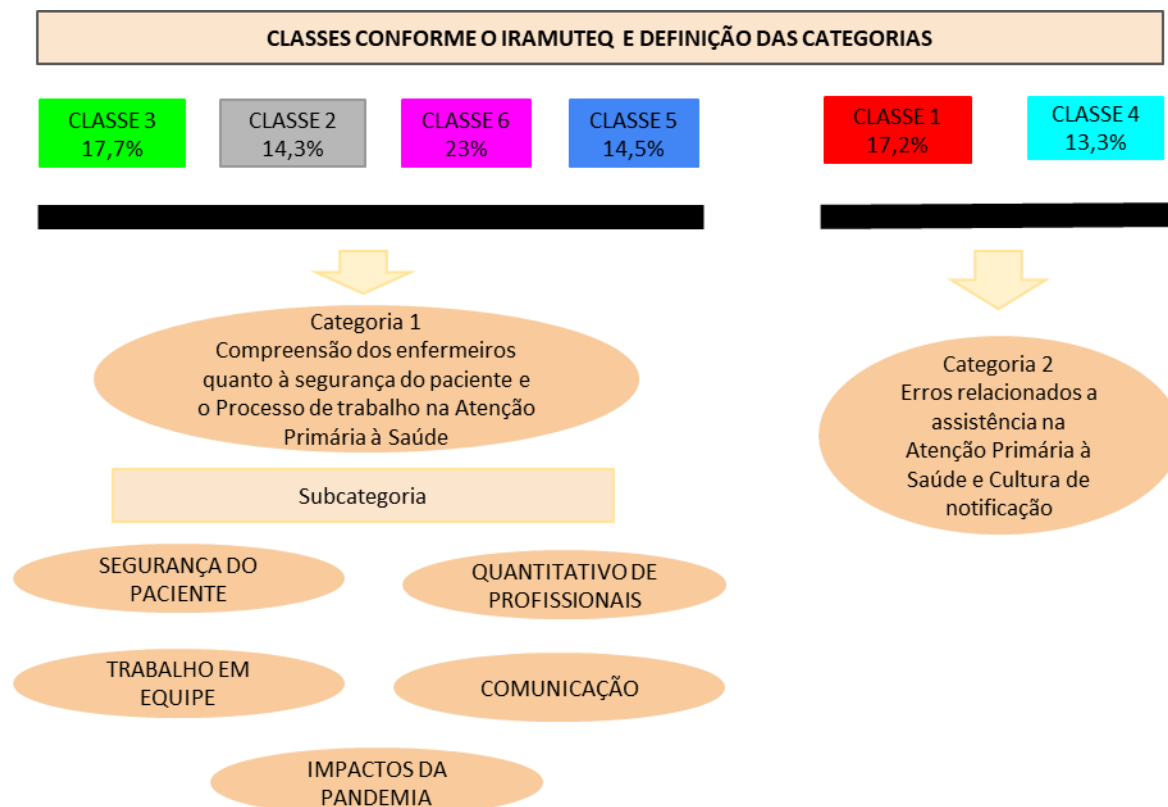 CLASSES CONFORME O IRAMUTEQ E DEFINIÇÃO DAS CATEGORIAS
CLASSE 3
17,7%
CLASSE 2
14,3%
CLASSE 6
23%
CLASSE 5
14,5%
CLASSE 1
17,2%
CLASSE 4
13,3%
Categoria 1
Compreensão dos enfermeiros
quanto à segurança do paciente e
o Processo de trabalho na Atenção
Primária à Saúde
Categoria 2
Erros relacionados a
assistência na
Atenção Primária à
Saúde e Cultura de
notificação
Subcategoria
SEGURANÇA DO
PACIENTE
QUANTITATIVO DE
PROFISSIONAIS
TRABALHO EM
EQUIPE
COMUNICAÇÃO
IMPACTOS DA
PANDEMIA